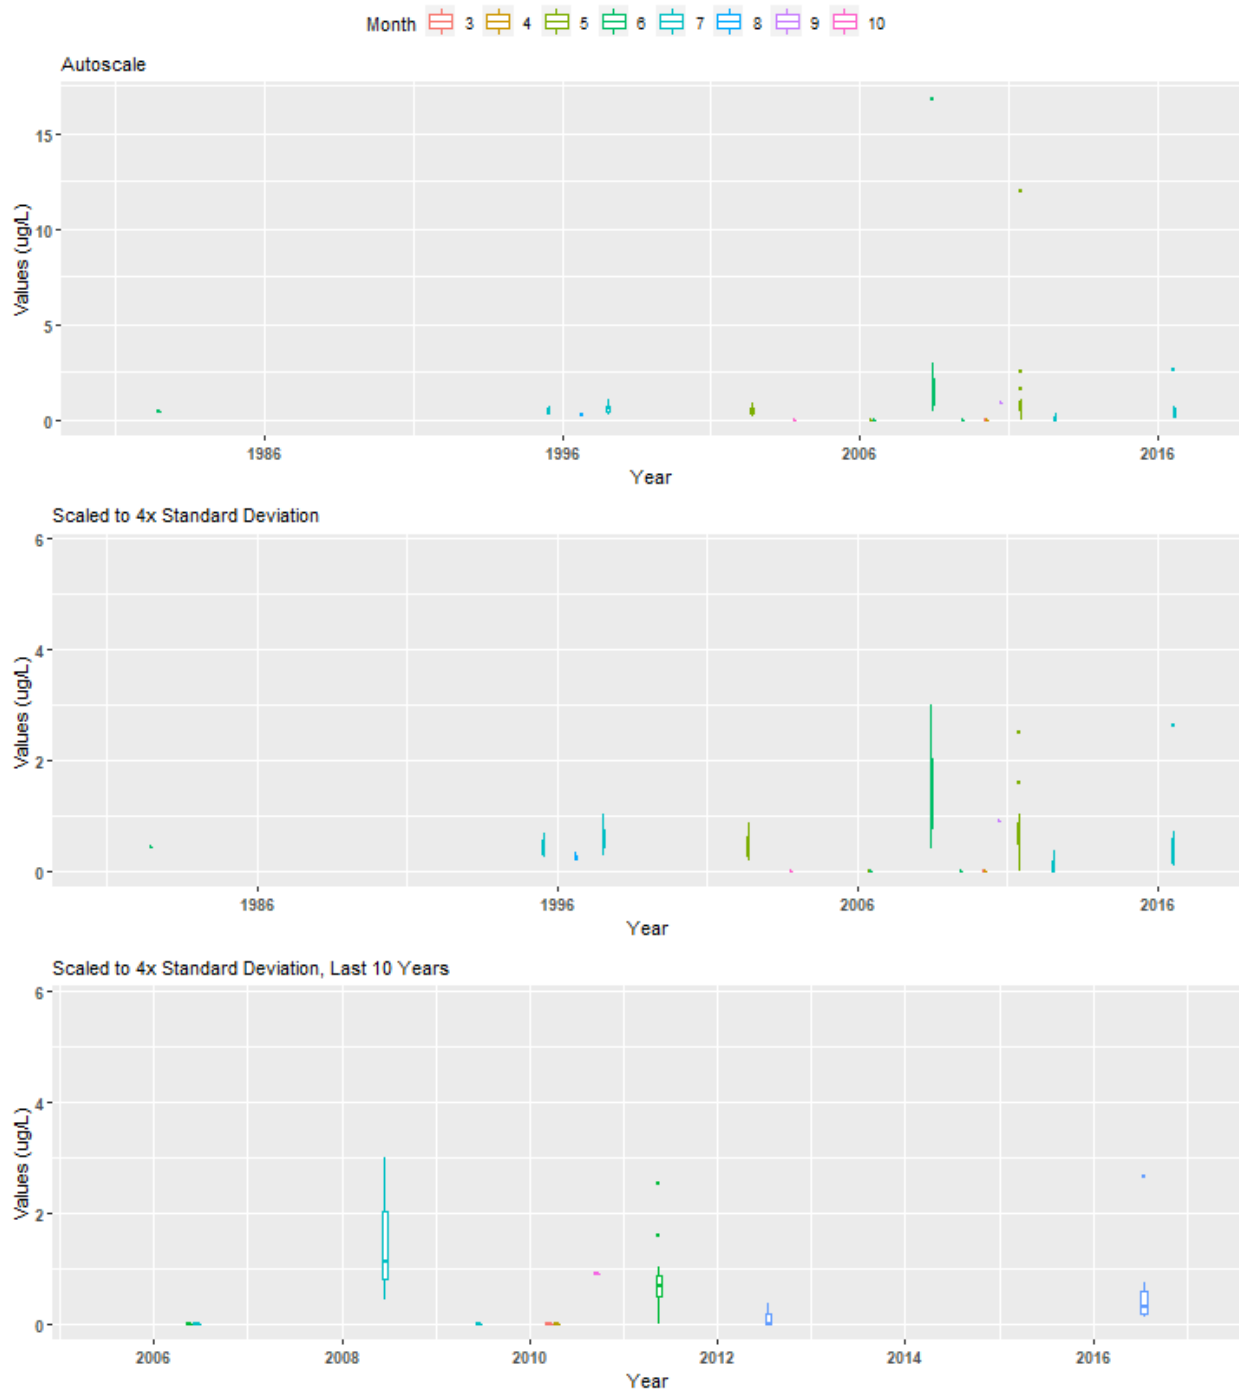 Month 3 4 5 6 7 8 9 10
Autoscale
15
10
5
0
Values (ug/L)
1986 1996 2006 2016
Year
Scaled to 4x Standard Deviation
6
4
2
0
Values (ug/L)
1986 1996 2006 2016
Year
Scaled to 4x Standard Deviation, Last 10 Years
6
4
2
0
Values (ug/L)
2006 2008 2010 2012 2014 2016
Year